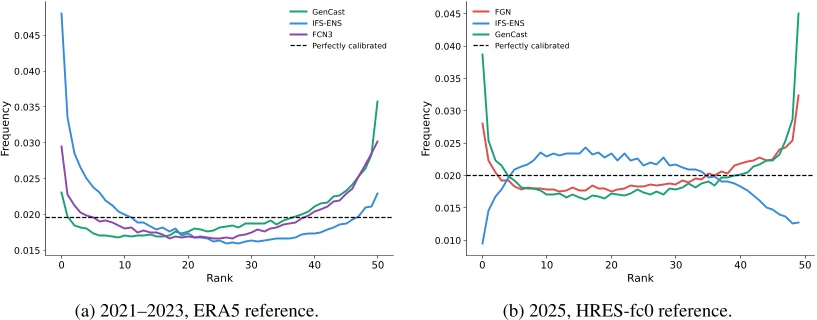 GenCast
IFS-ENS
FCN3
Perfectly calibrated
0.045
0.040
0.035
0.030
0.025
0.020
0.015
Frequency
0 10 20 30 40 50
Rank
(a) 2021–2023, ERA5 reference.
FGN
IFS-ENS
GenCast
Perfectly calibrated
0.045
0.040
0.035
0.030
0.025
0.020
0.015
0.010
Frequency
0 10 20 30 40 50
Rank
(b) 2025, HRES-fc0 reference.